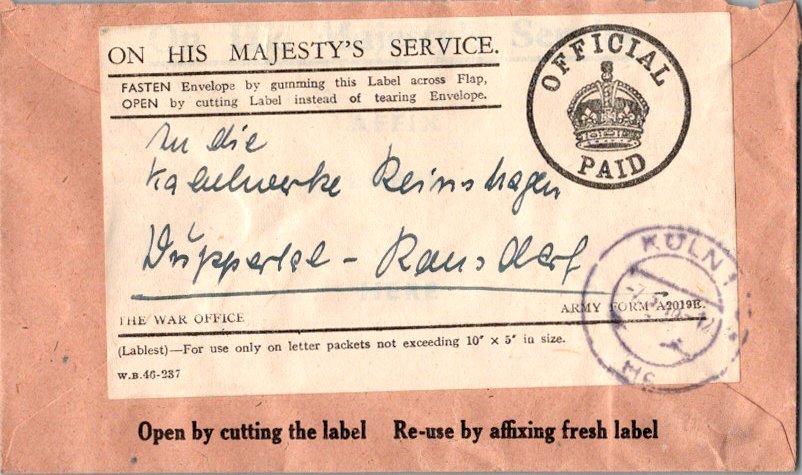 ON HIS MAJESTY'S SERVICE.
FASTEN Envelope by gumming this Label across Flap,
OPEN by cutting Label instead of tearing Envelope.
OFFICIAL
PAID
An die
Kabelwerke Reinshagen
Wuppertal - Ronsdorf
KÖLN 1
THE WAR OFFICE
ARMY FORM A2019E.
(Lablest)—For use only on letter packets not exceeding 10" × 5" in size.
W.B.46-237
Open by cutting the label Re-use by affixing fresh label